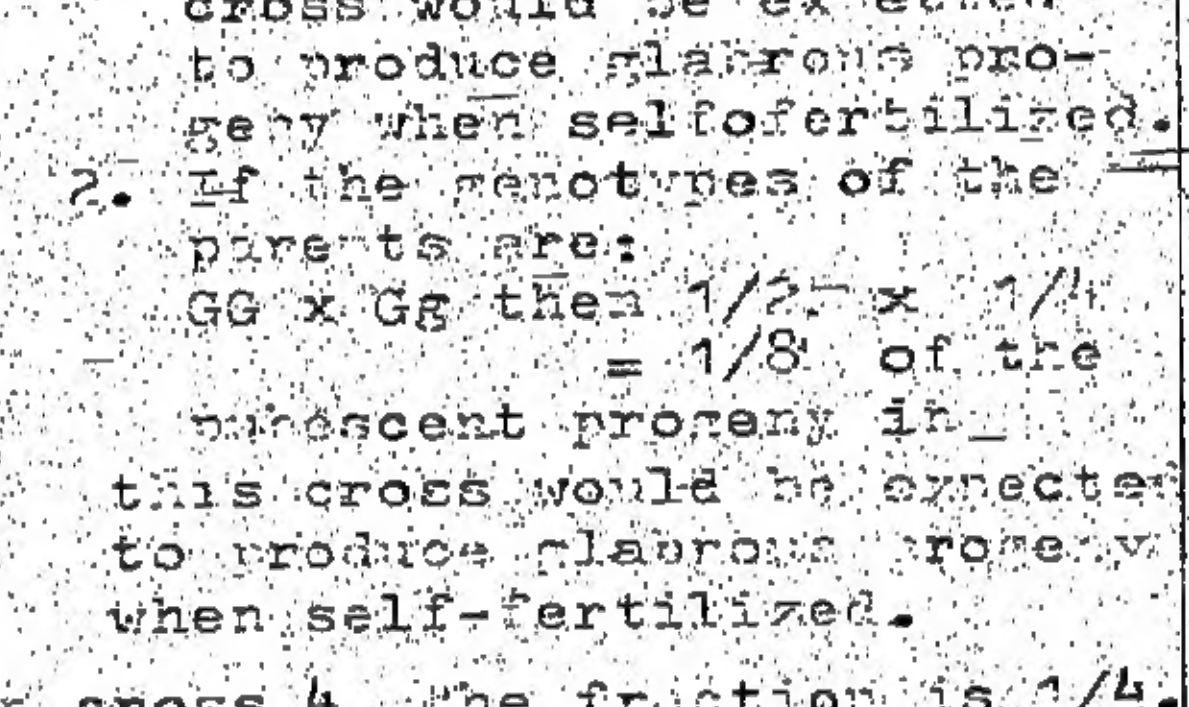 cross would be expected
to produce glabrous pro-
geny when selfofertilized.
2. If the genotypes of the
parents are:
GG x Gg then 1/2 x 1/4
= 1/8 of the
pubescent progeny in
this cross would be expected
to produce glabrous progeny
when self-fertilized.
cross 4 the fraction is 1/4.